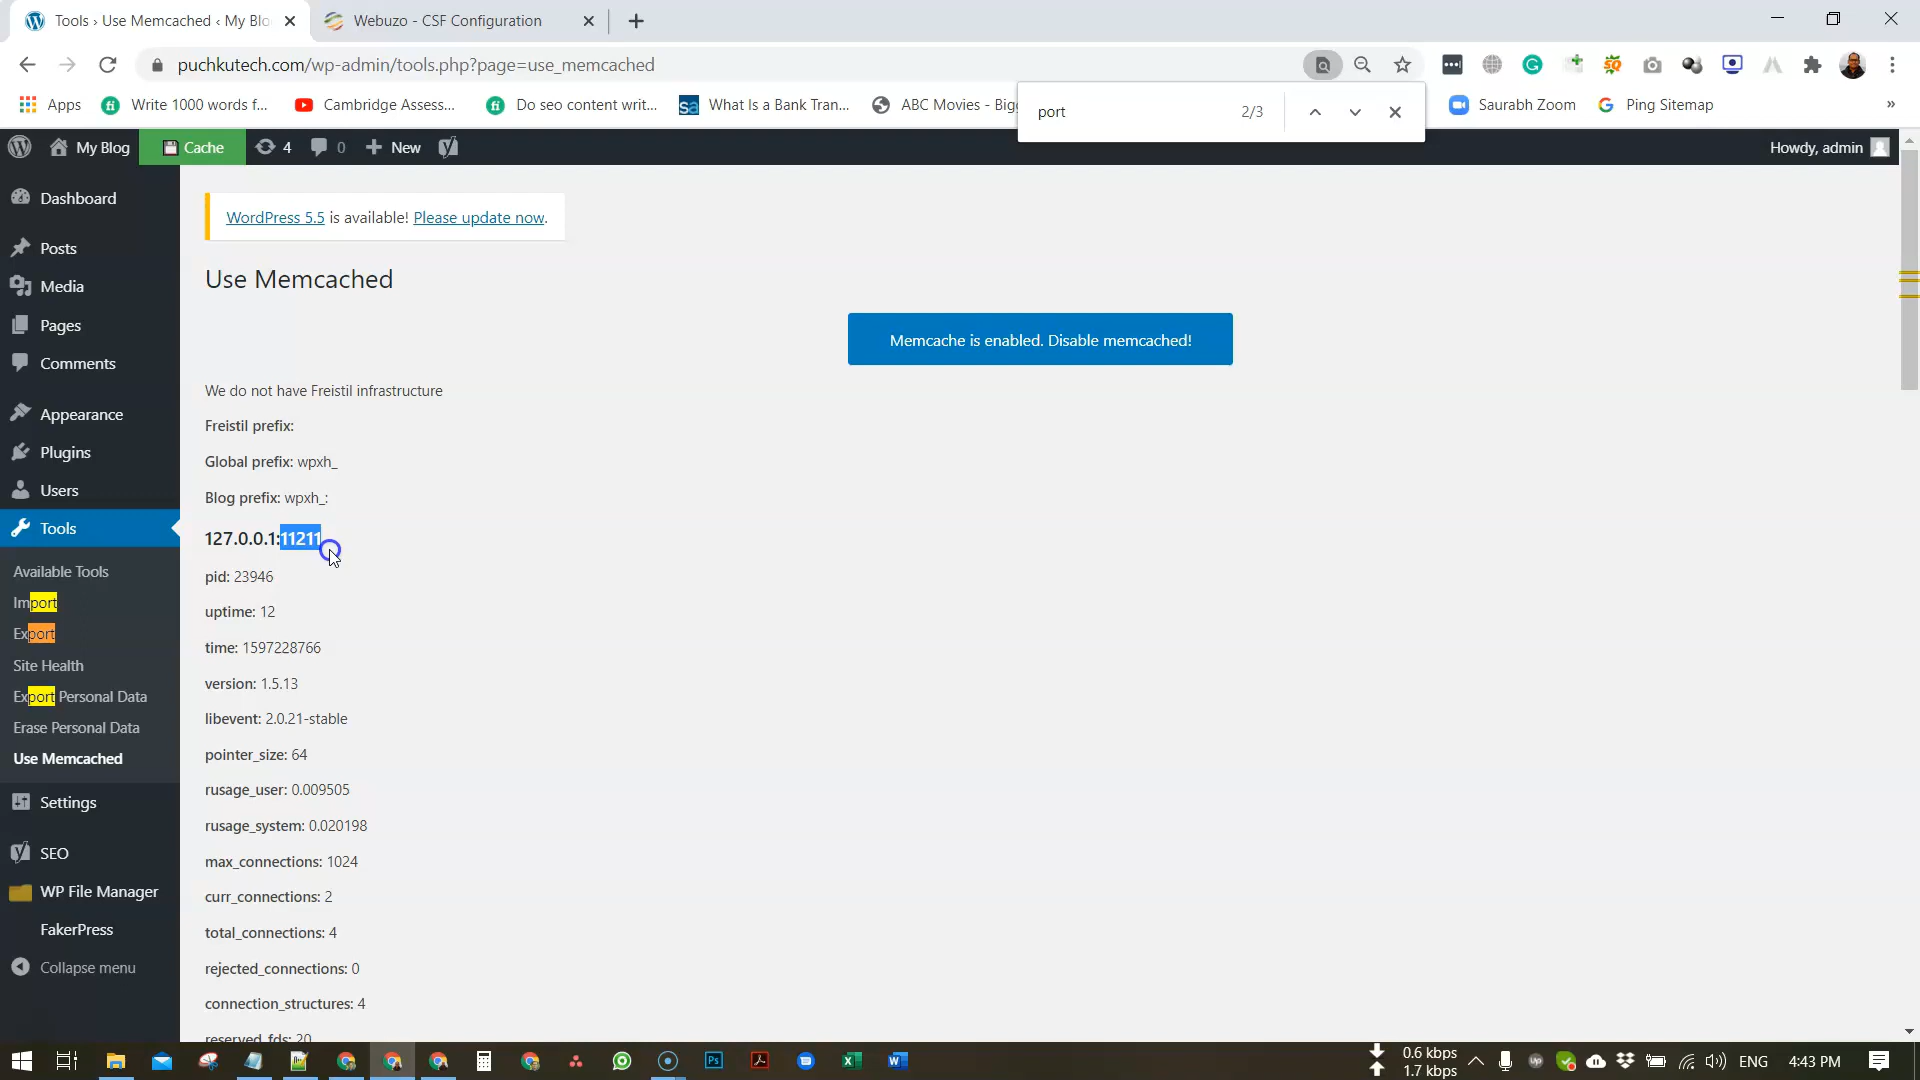 Tools › Use Memcached ‹ My Blo
Webuzo - CSF Configuration
puchkutech.com/wp-admin/tools.php?page=use_memcached
Apps
Write 1000 words f...
Cambridge Assess...
Do seo content writ...
What Is a Bank Tran...
ABC Movies - Big
Saurabh Zoom
Ping Sitemap
»
port
2/3
My Blog
Cache
4
0
New
Howdy, admin
Dashboard
Posts
Media
Pages
Comments
Appearance
Plugins
Users
Tools
Available Tools
Import
Export
Site Health
Export Personal Data
Erase Personal Data
Use Memcached
Settings
SEO
WP File Manager
FakerPress
Collapse menu
WordPress 5.5 is available! Please update now.
Use Memcached
Memcache is enabled. Disable memcached!
We do not have Freistil infrastructure
Freistil prefix:
Global prefix: wpxh_
Blog prefix: wpxh_:
127.0.0.1:11211
pid: 23946
uptime: 12
time: 1597228766
version: 1.5.13
libevent: 2.0.21-stable
pointer_size: 64
rusage_user: 0.009505
rusage_system: 0.020198
max_connections: 1024
curr_connections: 2
total_connections: 4
rejected_connections: 0
connection_structures: 4
reserved_fds: 20
0.6 kbps
1.7 kbps
ENG
4:43 PM